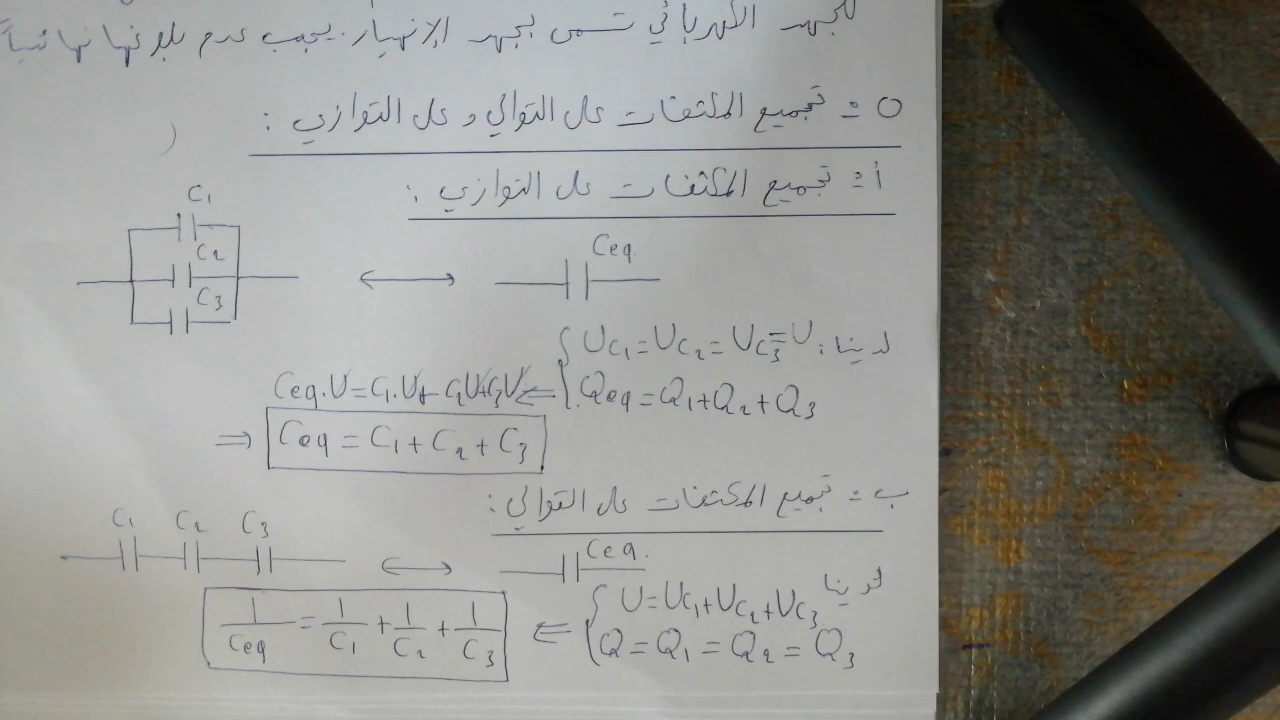 للجهد الكهربائي تسمى بجهد الإنهيار. يجب عدم بلوغها نهائياً
0 = تجميع المكثفات على التوالي و على التوازي :
أ = تجميع المكثفات على التوازي :
C1
C2
C3
Ceq.
لدينا : UC1 = UC2 = UC3 = U
Qeq = Q1 + Q2 + Q3
⇐ Ceq.U = C1.U + C2U + C3U
⇒ Ceq = C1 + C2 + C3
ب = تجميع المكثفات على التوالي :
C1 C2 C3
Ceq.
لدينا U = UC1 + UC2 + UC3
Q = Q1 = Q2 = Q3
⇐ 1/Ceq = 1/C1 + 1/C2 + 1/C3